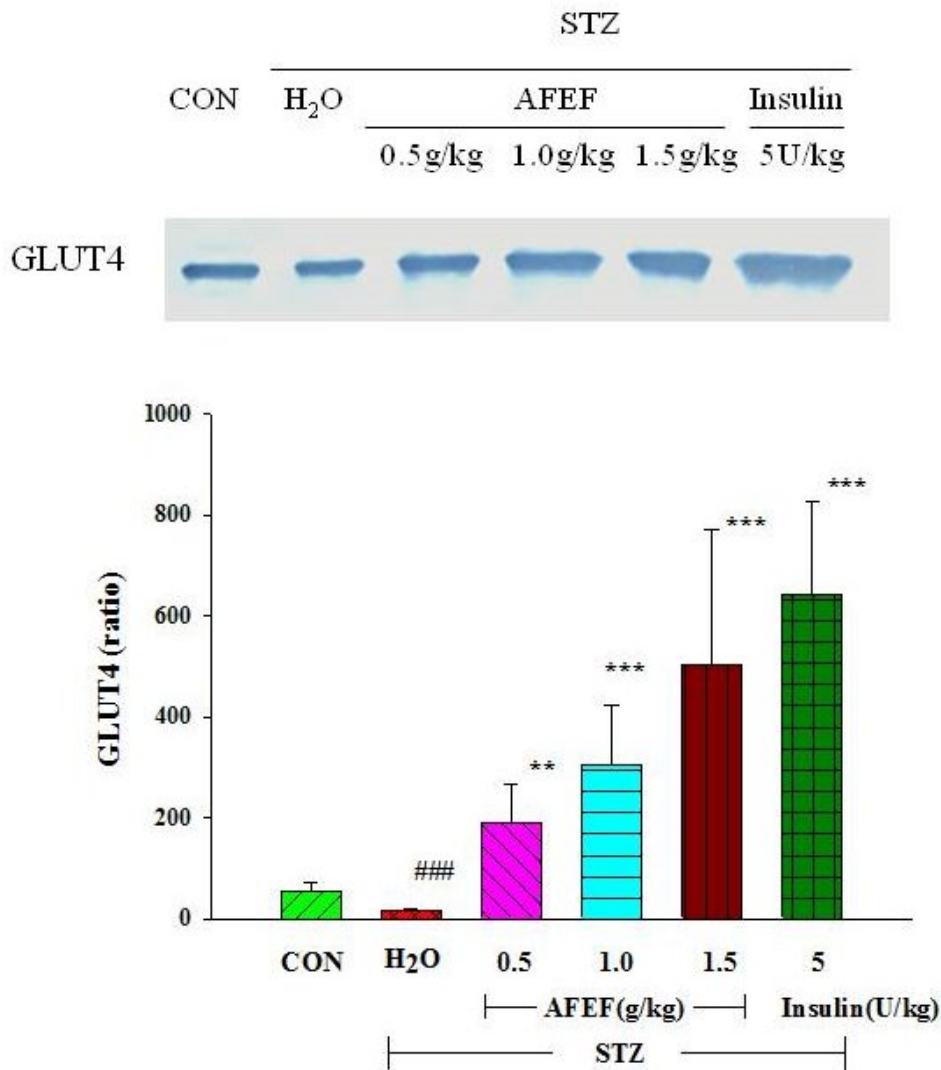 STZ
CON H₂O AFEF Insulin
0.5g/kg 1.0g/kg 1.5g/kg 5U/kg
GLUT4
1000
800
600
400
200
0
GLUT4 (ratio)
###
**
***
***
***
CON H₂O 0.5 1.0 1.5 5
AFEF(g/kg) Insulin(U/kg)
STZ